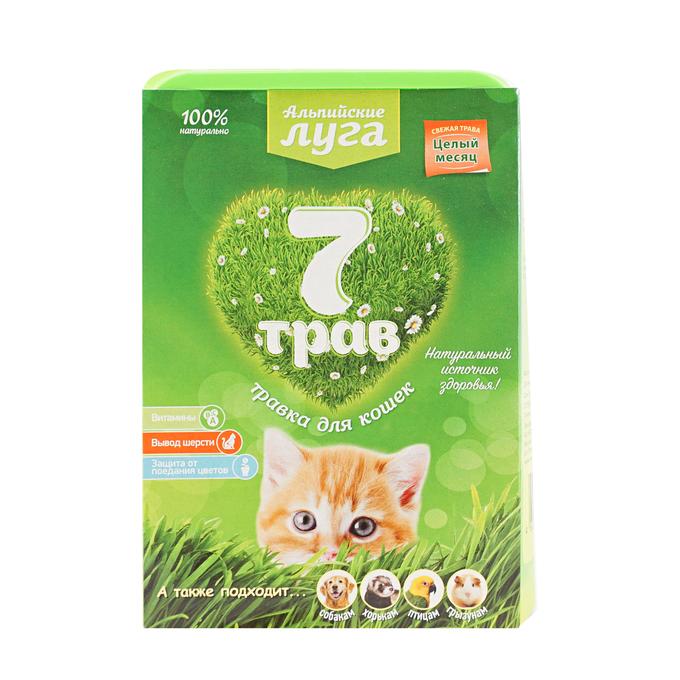 Альпийские
луга
100%
натурально
СВЕЖАЯ ТРАВА
Целый
месяц
7
трав
травка для кошек
Натуральный
источник
здоровья!
Витамины
B C
A
Вывод шерсти
Защита от
поедания цветов
А также подходит...
собакам
хорькам
птицам
грызунам